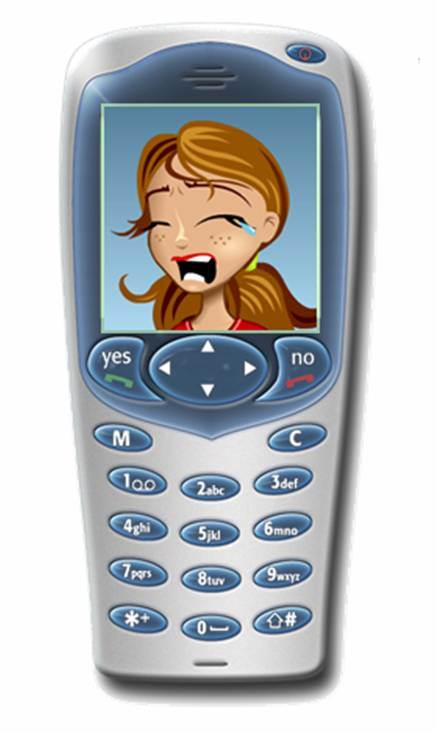 yes no
M C
1 2abc 3def
4ghi 5jkl 6mno
7pqrs 8tuv 9wxyz
*+ 0 #